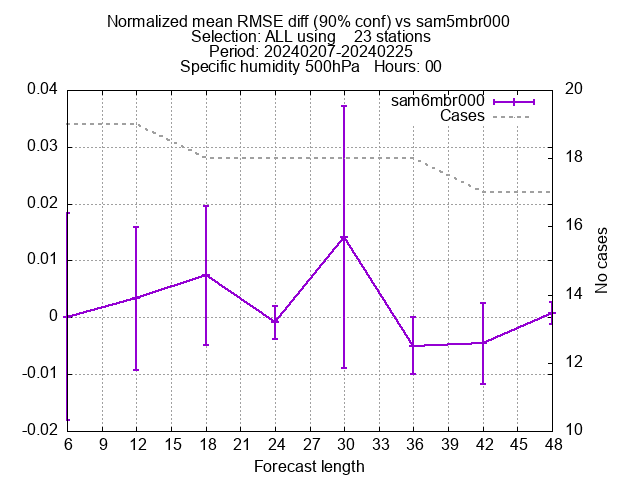 Normalized mean RMSE diff (90% conf) vs sam5mbr000
Selection: ALL using    23 stations
Period: 20240207-20240225
Specific humidity 500hPa   Hours: 00
sam6mbr000
Cases
0.04
0.03
0.02
0.01
0
-0.01
-0.02
20
18
16
14
12
10
No cases
6 9 12 15 18 21 24 27 30 33 36 39 42 45 48
Forecast length